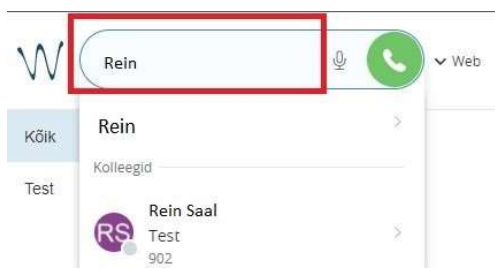 W
Rein
Web
Rein
Kõik
Kolleegid
Test
Rein Saal
RS
Test
902